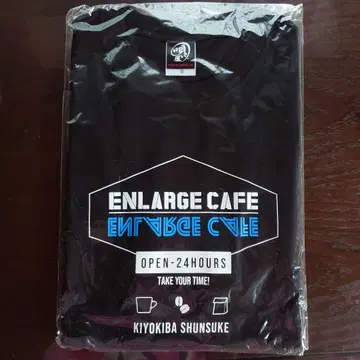 ENLARGE CAFE
ENLARGE CAFE
OPEN-24HOURS
TAKE YOUR TIME!
KIYOKIBA SHUNSUKE